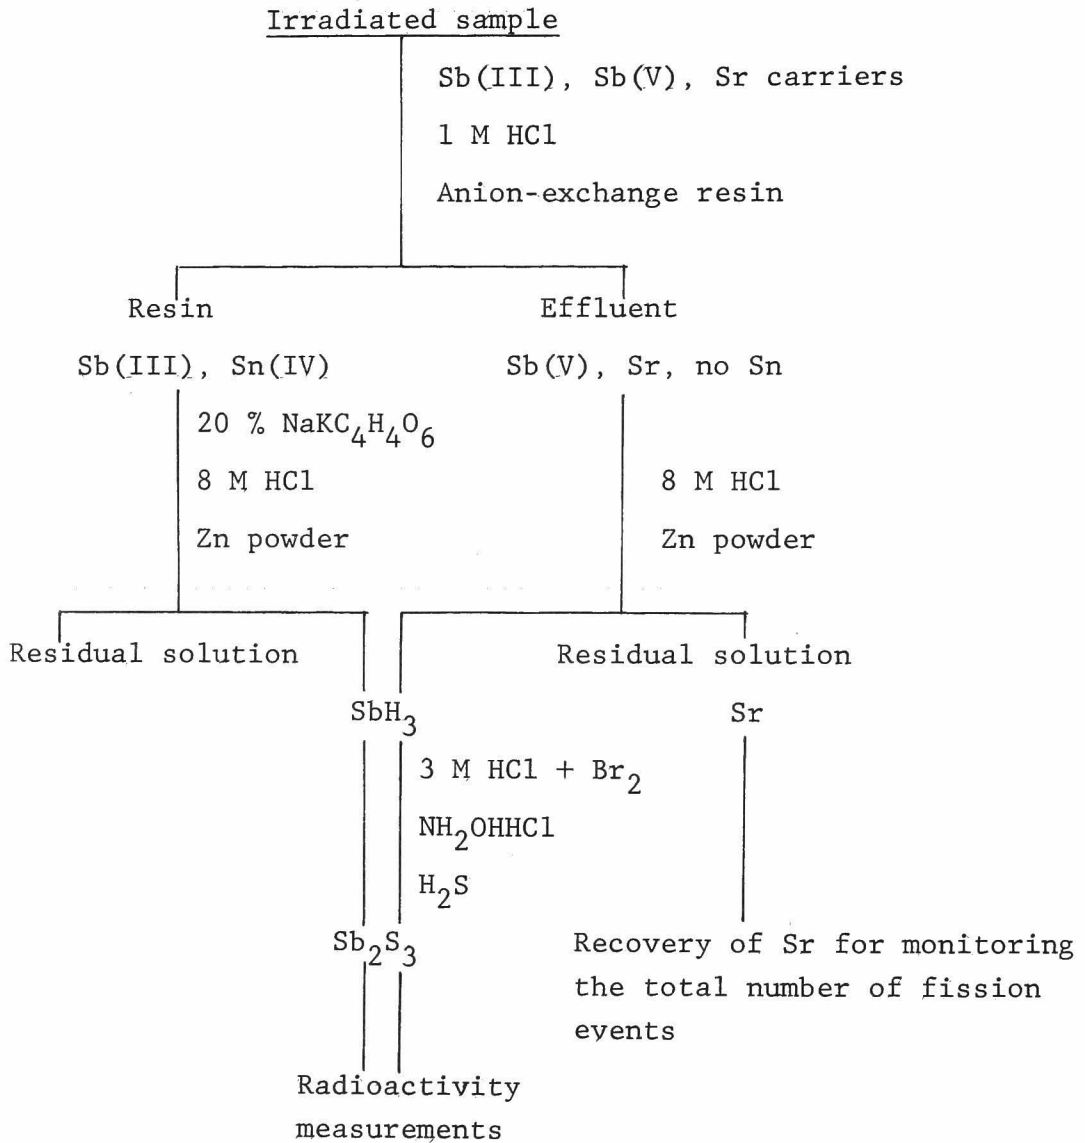 Irradiated sample
Sb(III), Sb(V), Sr carriers
1 M HCl
Anion-exchange resin
Resin
Effluent
Sb(III), Sn(IV)
Sb(V), Sr, no Sn
20 % NaKC4H4O6
8 M HCl
8 M HCl
Zn powder
Zn powder
Residual solution
Residual solution
SbH3
Sr
3 M HCl + Br2
NH2OHHCl
H2S
Sb2S3
Recovery of Sr for monitoring
the total number of fission
events
Radioactivity
measurements